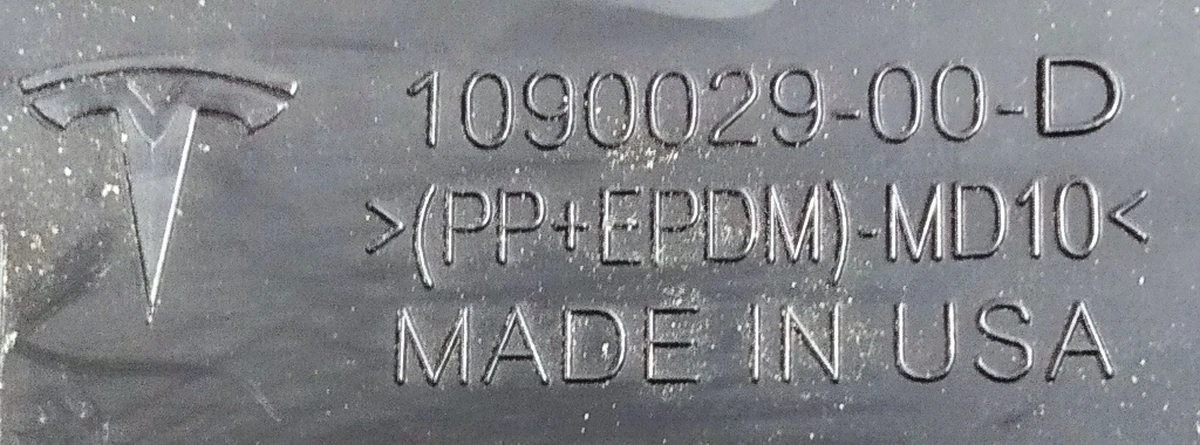 1090029-00-D
>(PP+EPDM)-MD10<
MADE IN USA